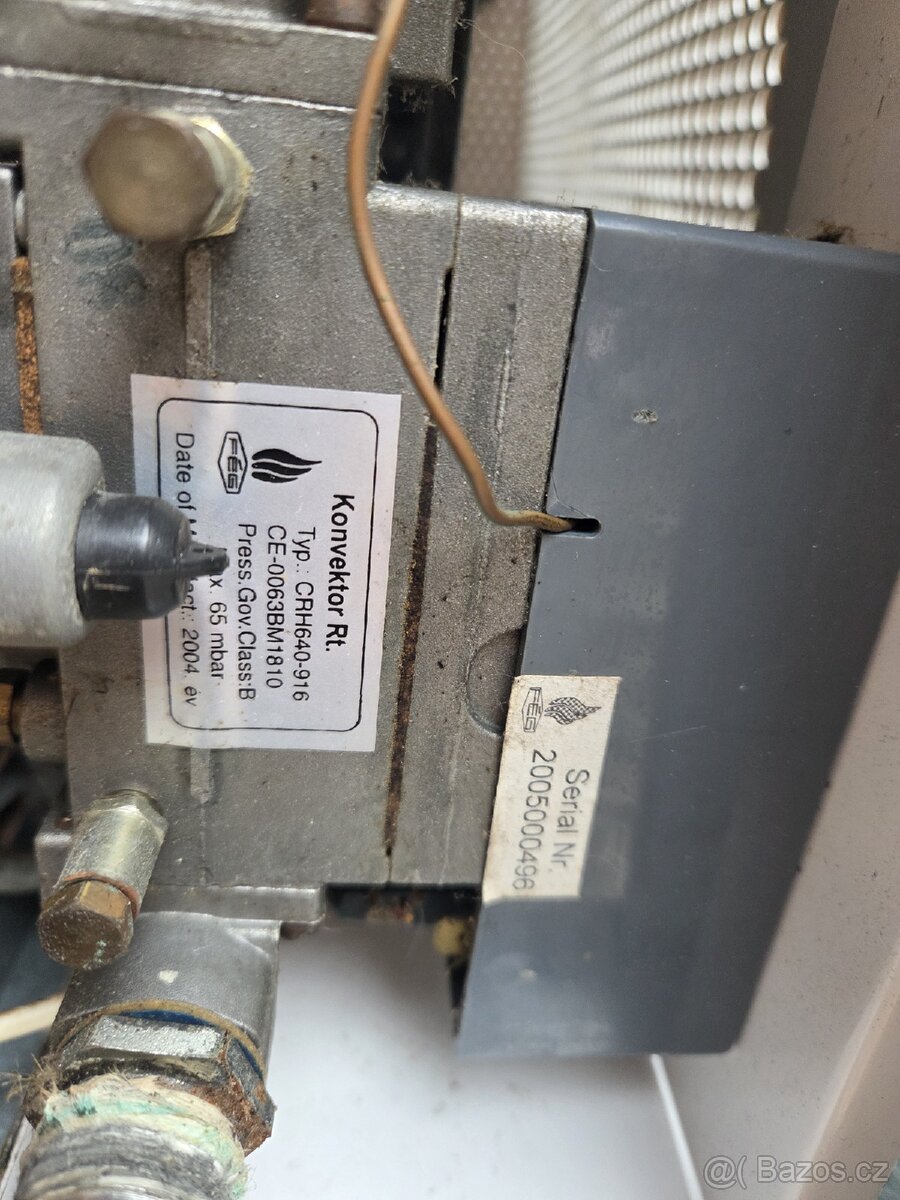 FÉG
Konvektor Rt.
Typ.: CRH640-916
CE-0063BM1810
Press.Gov.Class:B
65 mbar
Date of 2004. év
FÉG
Serial Nr.
2005000496
@( Bazos.cz